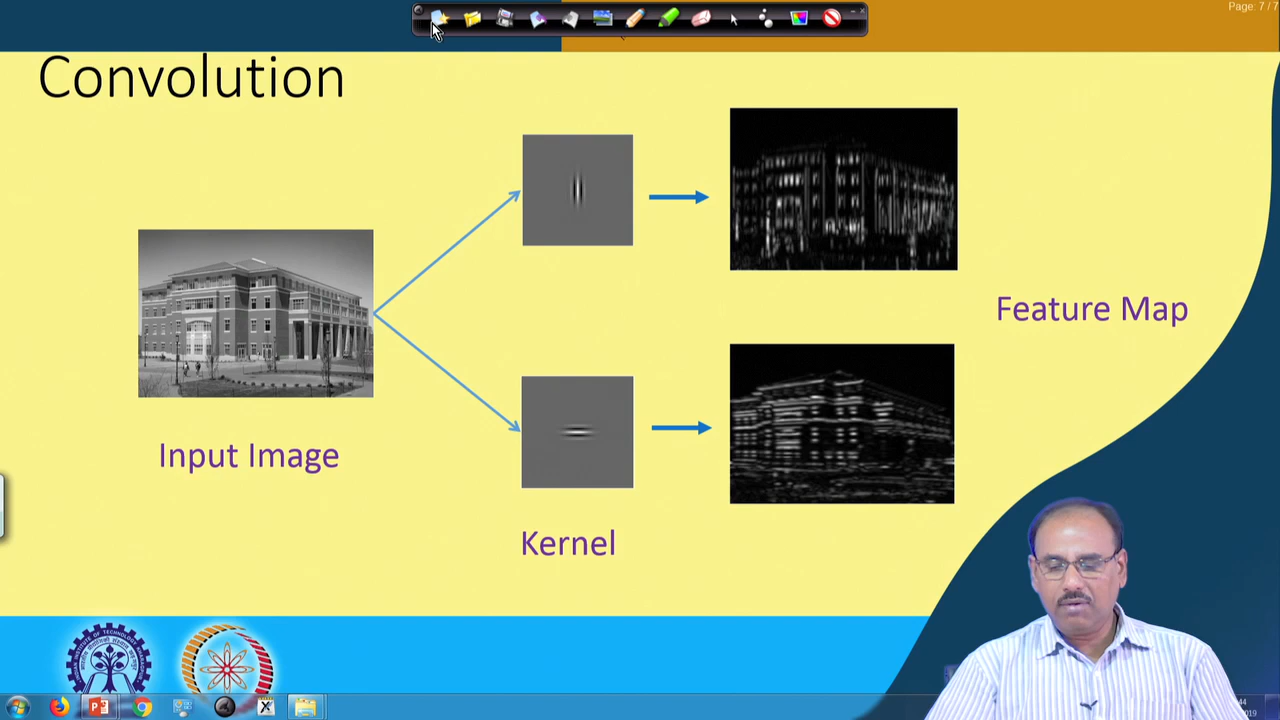 Page: 7 / 7
Convolution
Feature Map
Input Image
Kernel